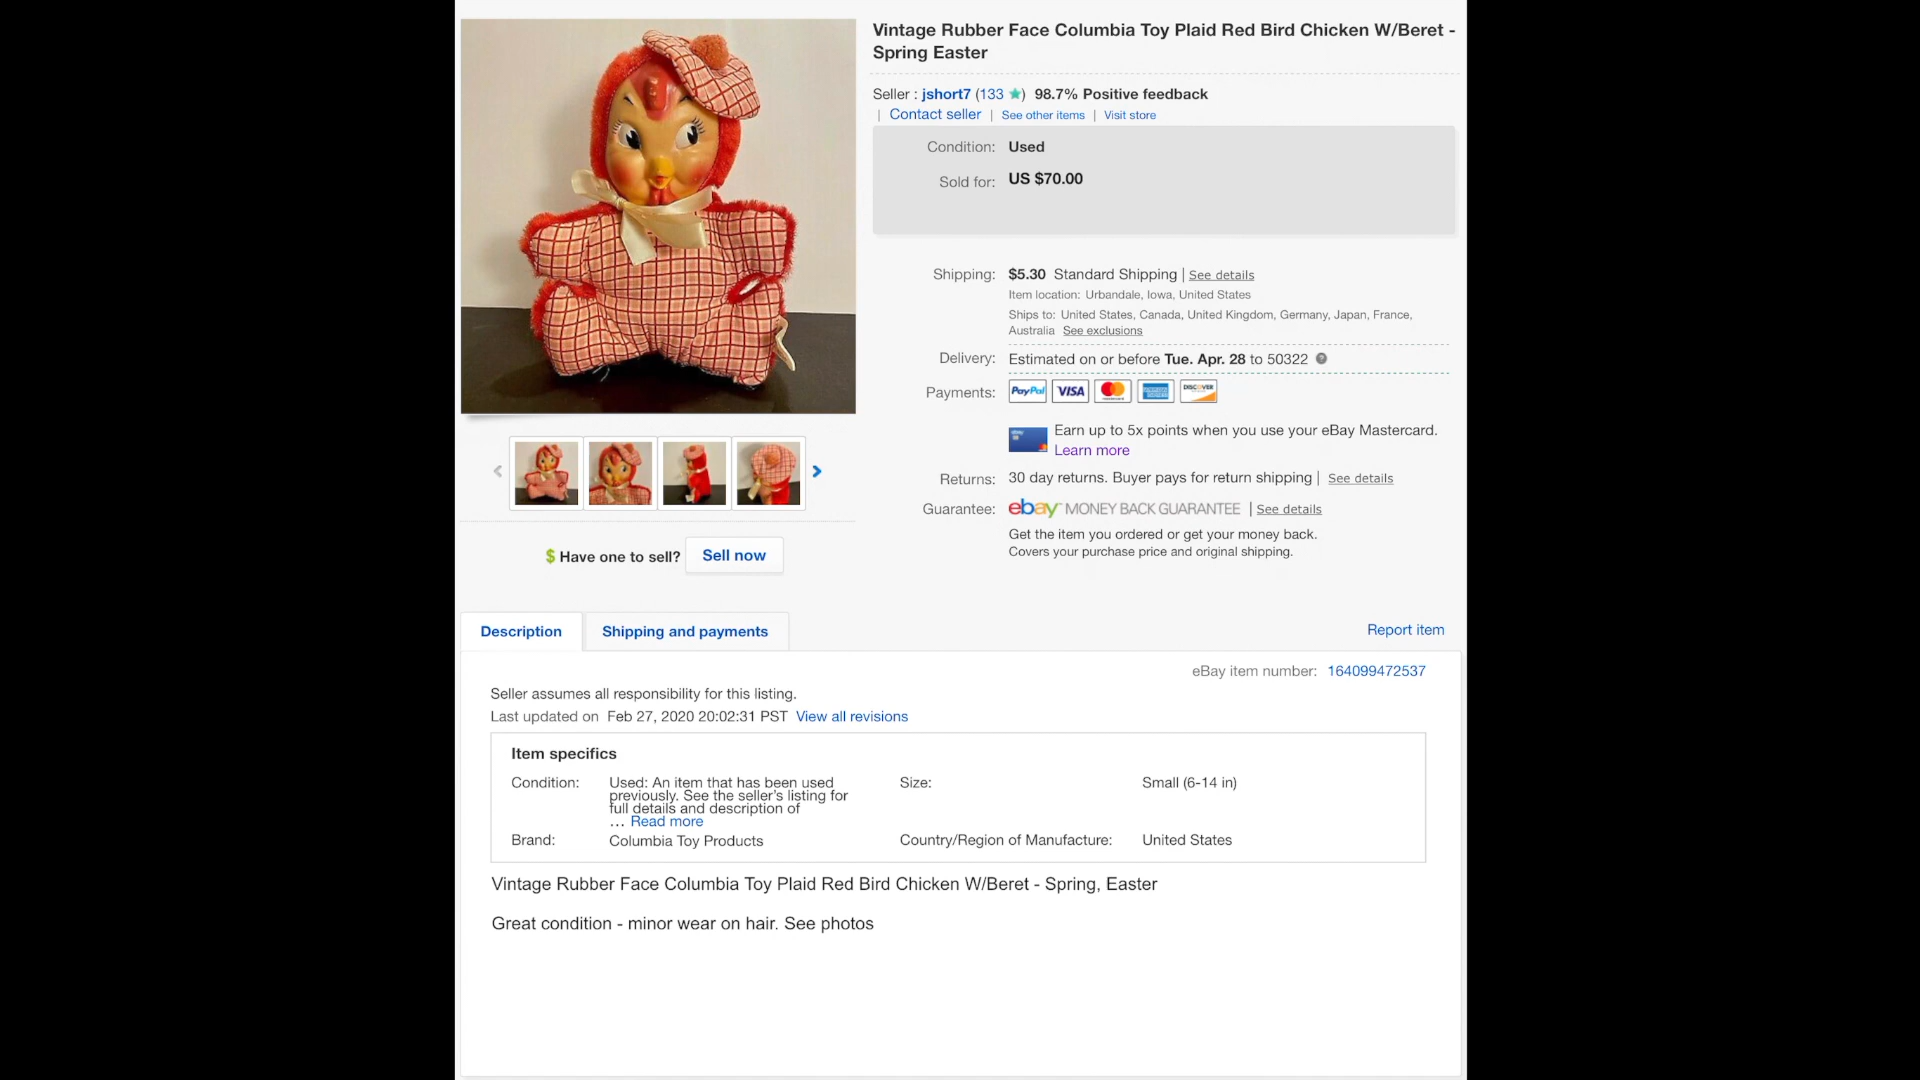 Vintage Rubber Face Columbia Toy Plaid Red Bird Chicken W/Beret -
Spring Easter
Seller : jshort7 (133 ) 98.7% Positive feedback
| Contact seller | See other items | Visit store
Condition: Used
Sold for: US $70.00
Shipping: $5.30 Standard Shipping | See details
Item location: Urbandale, Iowa, United States
Ships to: United States, Canada, United Kingdom, Germany, Japan, France,
Australia See exclusions
Delivery: Estimated on or before Tue. Apr. 28 to 50322 ?
Payments: PayPal VISA DISCOVER
Earn up to 5x points when you use your eBay Mastercard.
Learn more
Returns: 30 day returns. Buyer pays for return shipping | See details
Guarantee: ebay MONEY BACK GUARANTEE | See details
Get the item you ordered or get your money back.
Covers your purchase price and original shipping.
$ Have one to sell? Sell now
Description Shipping and payments Report item
eBay item number: 164099472537
Seller assumes all responsibility for this listing.
Last updated on Feb 27, 2020 20:02:31 PST View all revisions
Item specifics
Condition: Used: An item that has been used Size: Small (6-14 in)
previously. See the seller's listing for
full details and description of
... Read more
Brand: Columbia Toy Products Country/Region of Manufacture: United States
Vintage Rubber Face Columbia Toy Plaid Red Bird Chicken W/Beret - Spring, Easter
Great condition - minor wear on hair. See photos